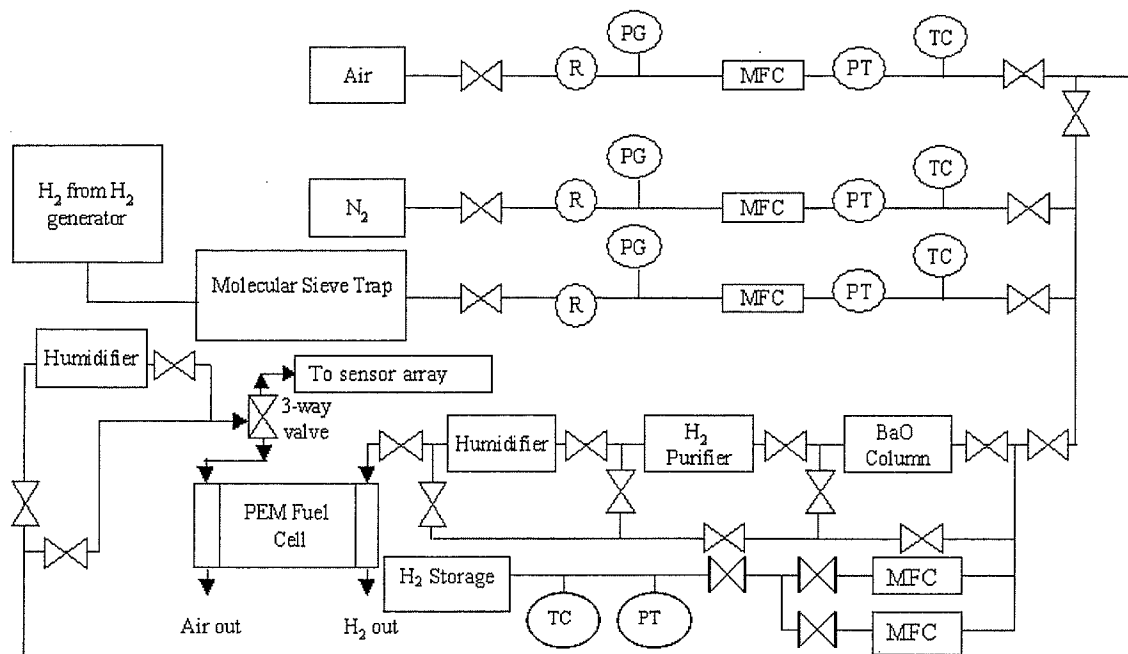 PG
TC
Air
R
MFC
PT
PG
TC
H₂ from H₂
generator
N₂
R
MFC
PT
PG
TC
Molecular Sieve Trap
R
MFC
PT
Humidifier
To sensor array
3-way
valve
Humidifier
H₂
Purifier
BaO
Column
PEM Fuel
Cell
H₂ Storage
MFC
TC
PT
MFC
Air out
H₂ out